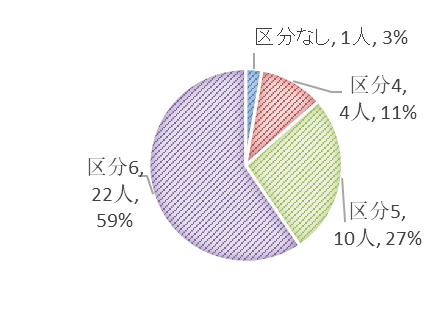 区分なし, 1人, 3%
区分4,
4人, 11%
区分5,
10人, 27%
区分6,
22人,
59%